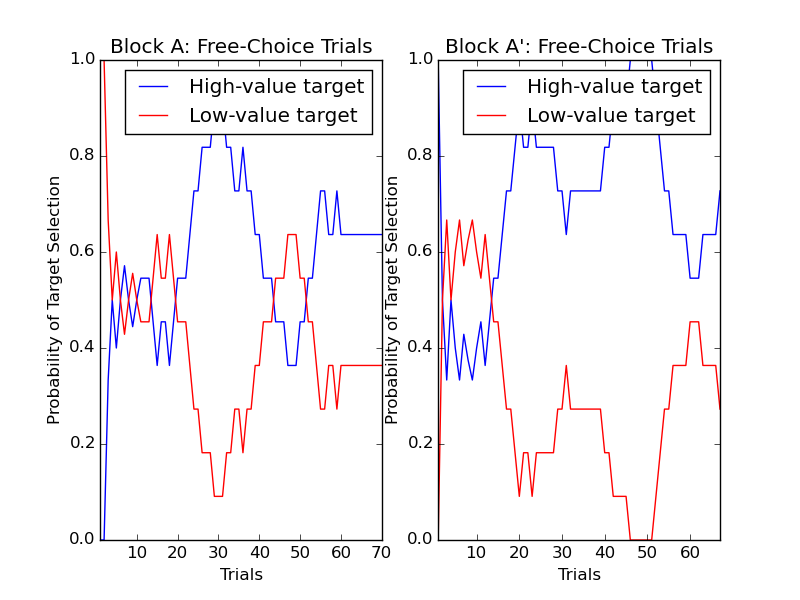 Block A: Free-Choice Trials
Probability of Target Selection
1.0
0.8
0.6
0.4
0.2
0.0
High-value target
Low-value target
10 20 30 40 50 60 70
Trials
Block A': Free-Choice Trials
Probability of Target Selection
1.0
0.8
0.6
0.4
0.2
0.0
High-value target
Low-value target
10 20 30 40 50 60
Trials